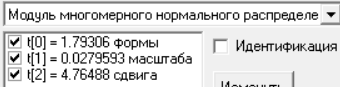 Модуль многомерного нормального распределе
t[0] = 1.79306 формы
t[1] = 0.0279593 масштаба
t[2] = 4.76488 сдвига
Идентификация
Изменить